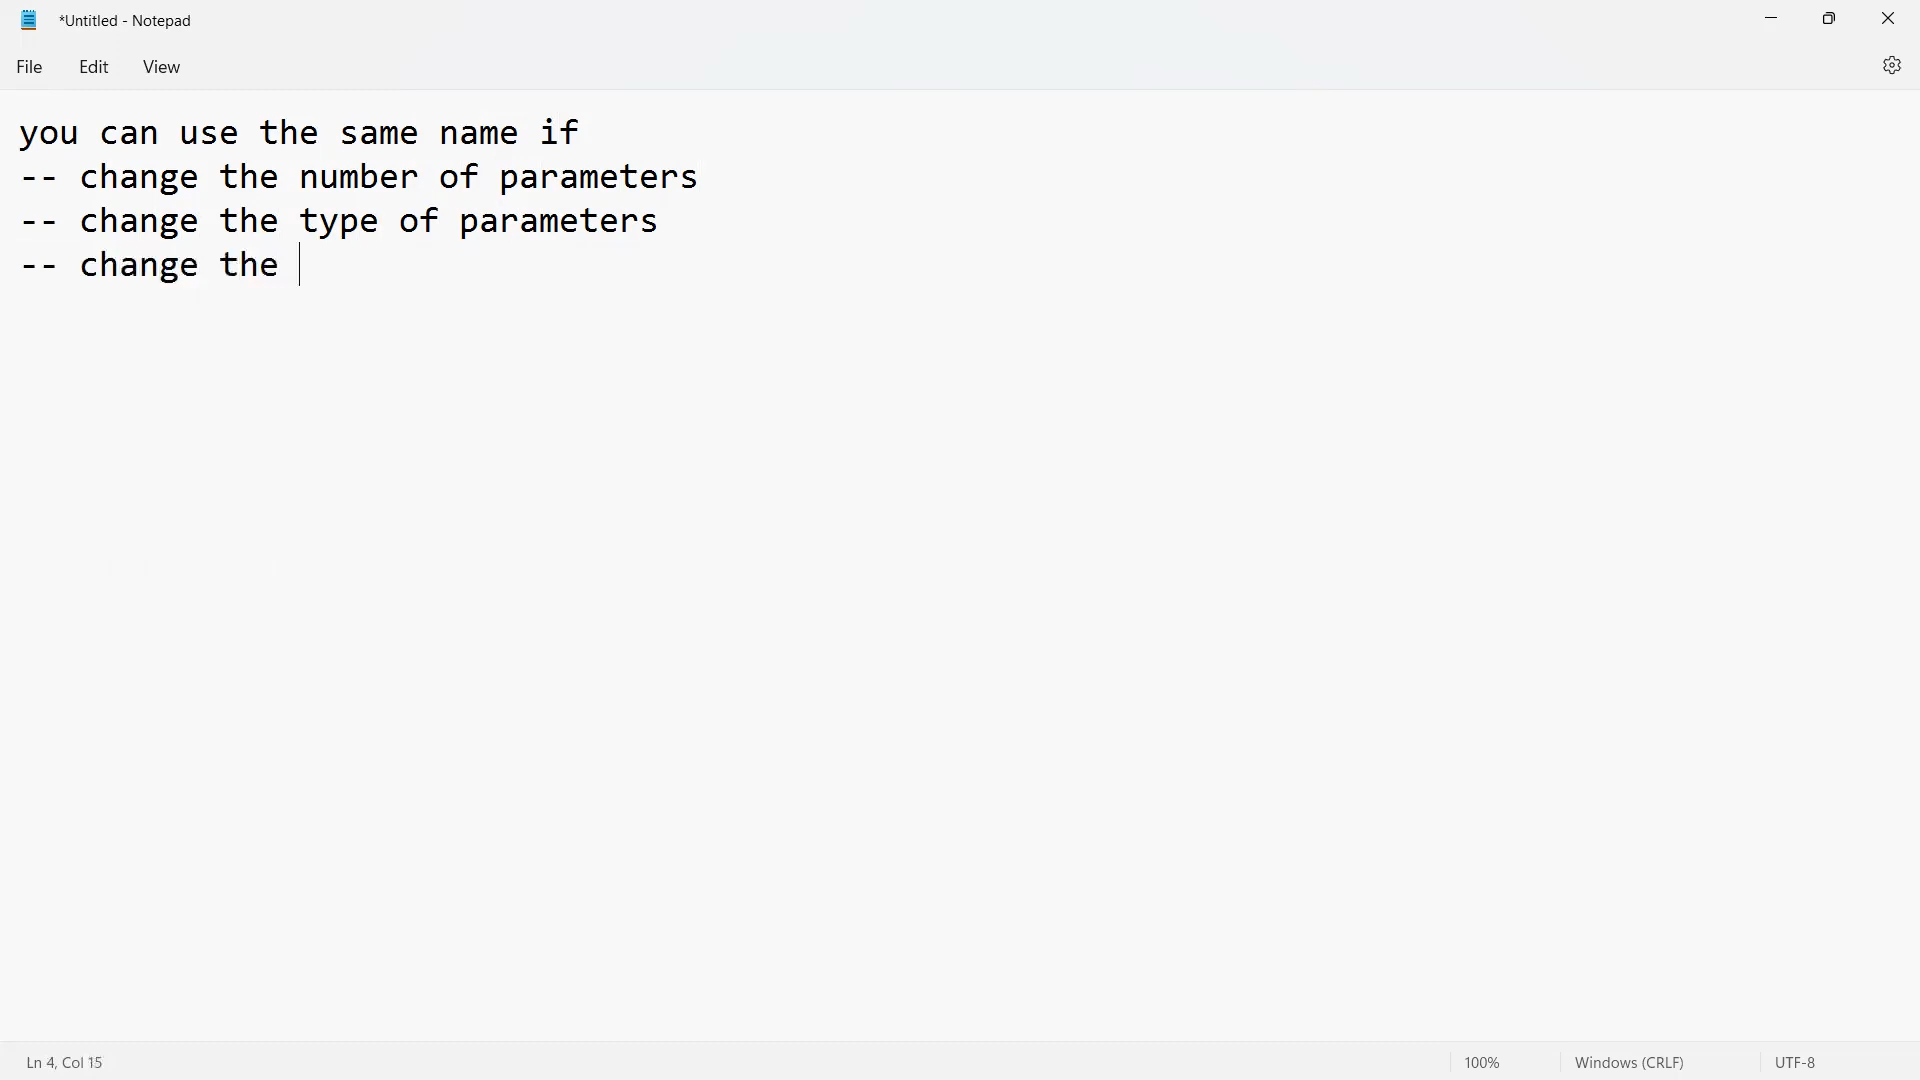 *Untitled - Notepad
File Edit View
you can use the same name if
-- change the number of parameters
-- change the type of parameters
-- change the
Ln 4, Col 15 100% Windows (CRLF) UTF-8